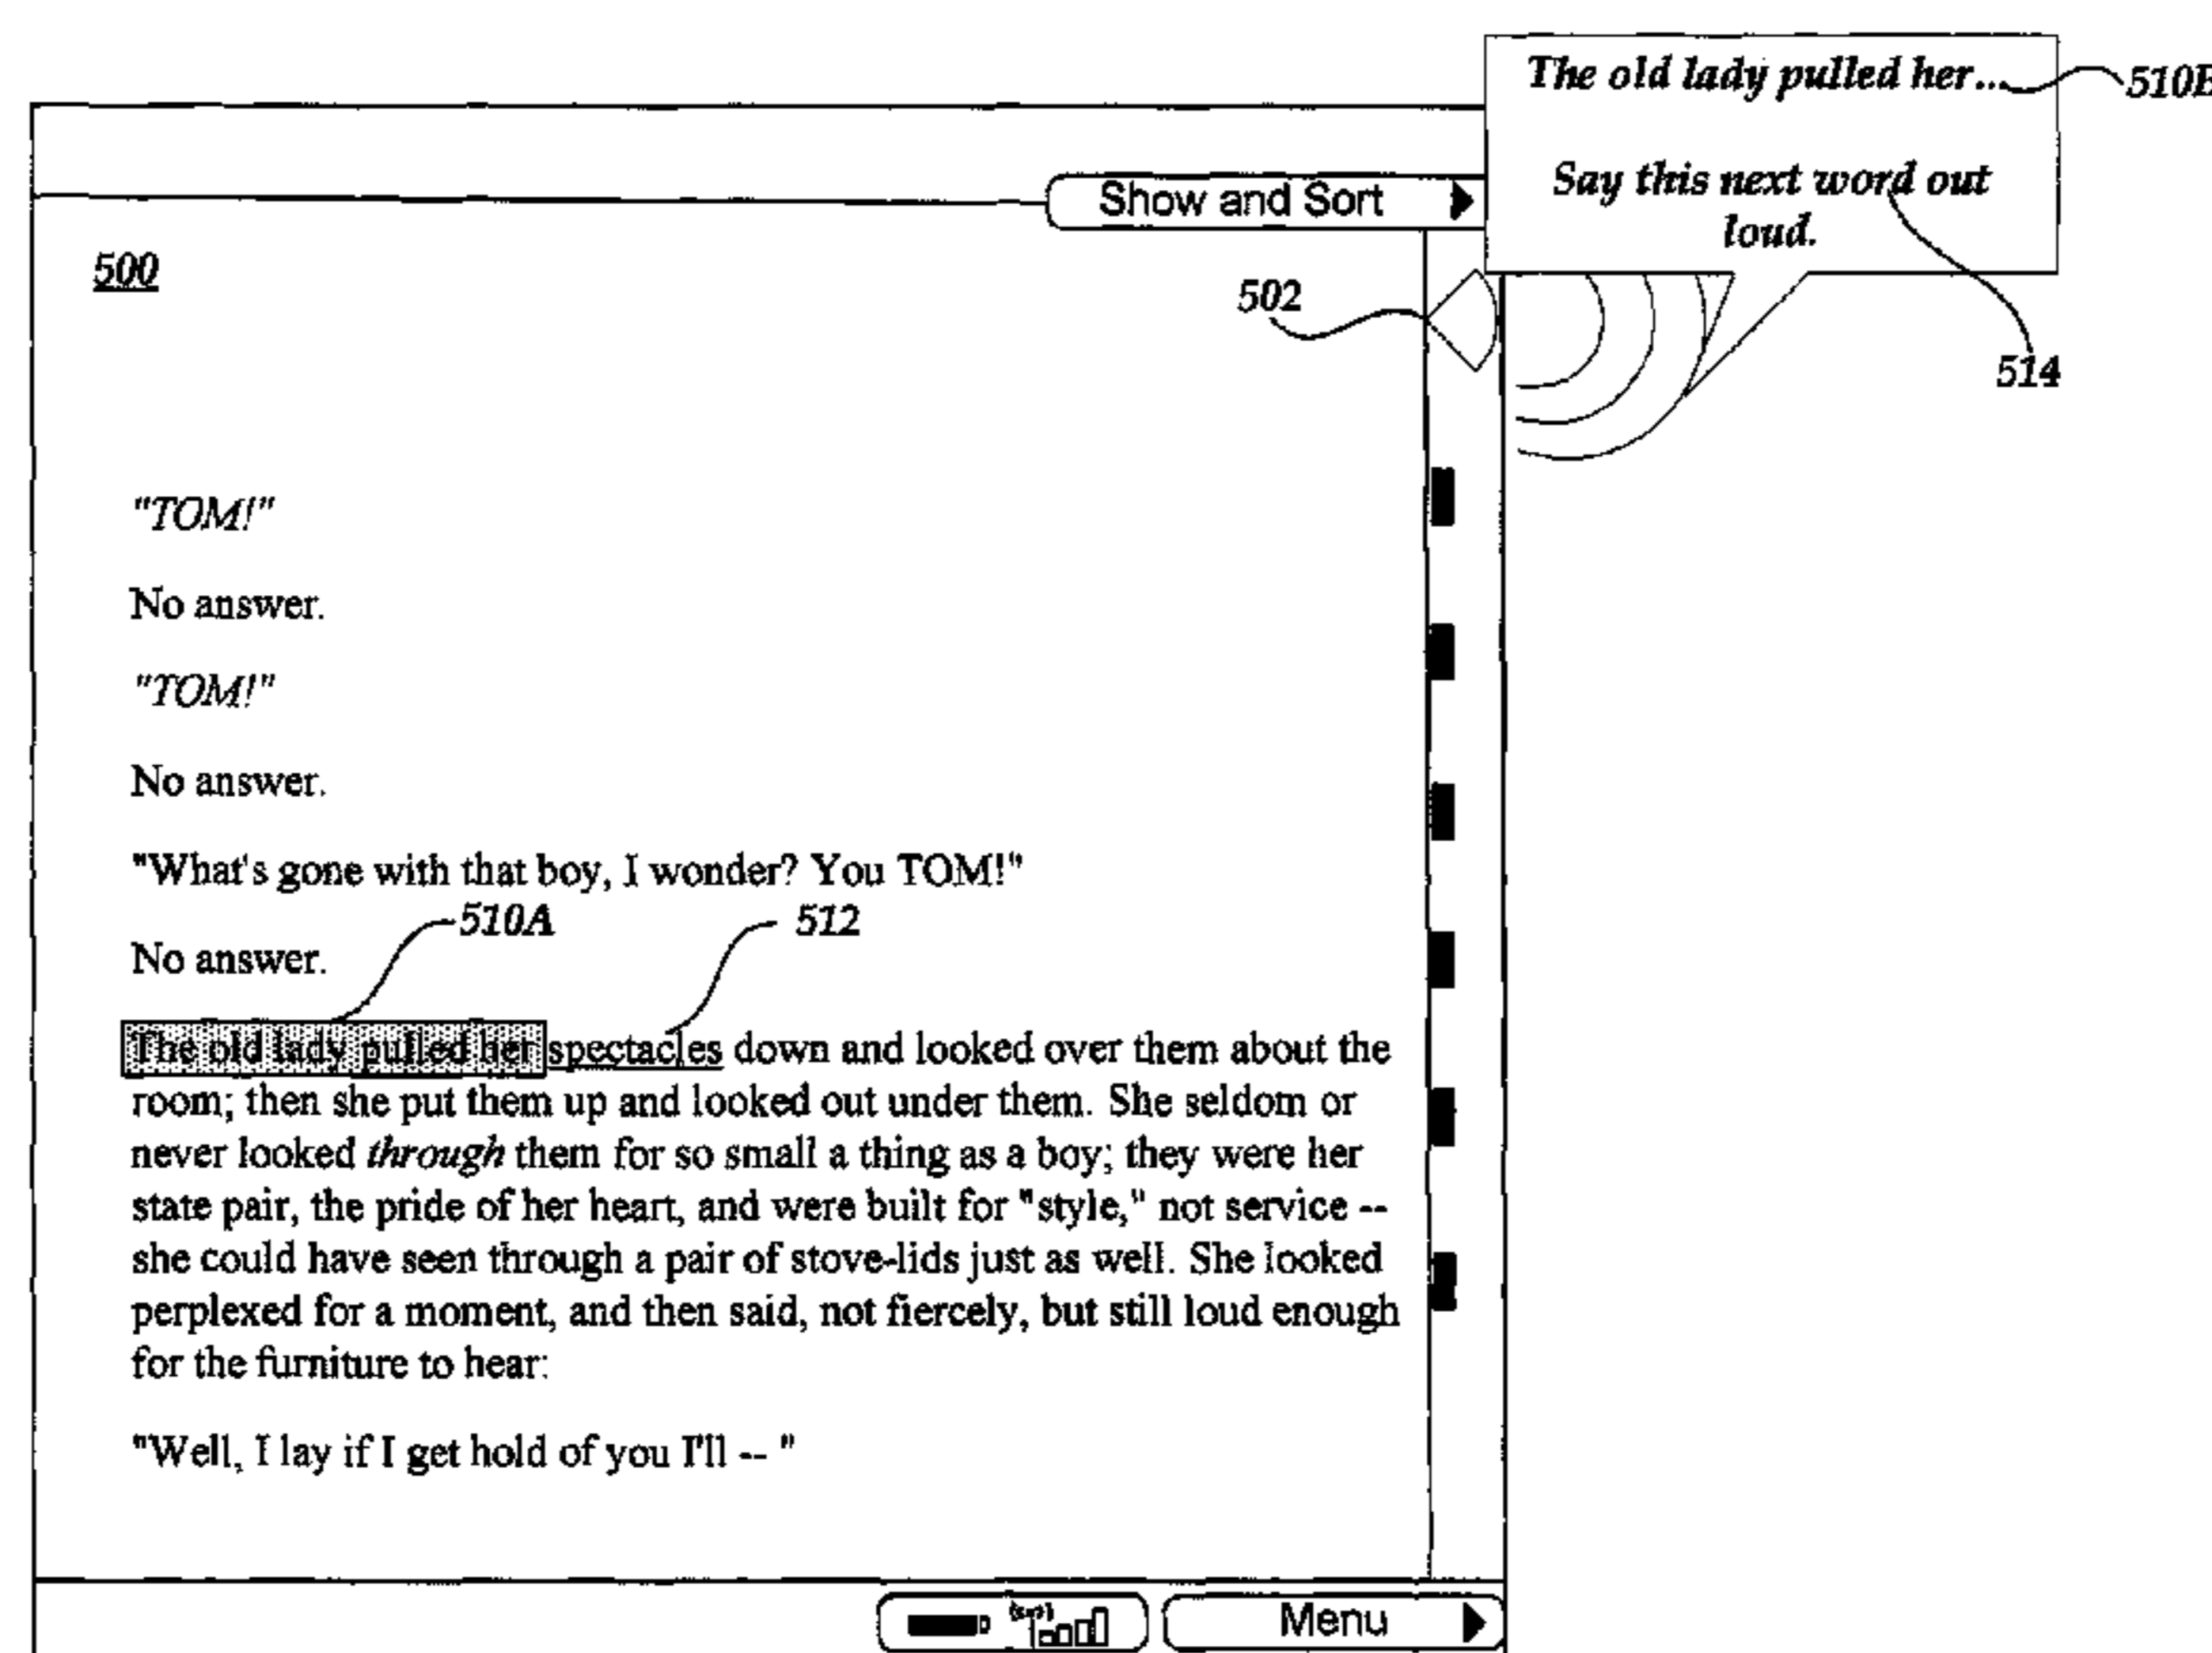 The old lady pulled her...
510B
Say this next word out
loud.
Show and Sort
500
502
514
"TOM!"
No answer.
"TOM!"
No answer.
"What's gone with that boy, I wonder? You TOM!"
510A
512
No answer.
The old lady pulled her spectacles down and looked over them about the
room; then she put them up and looked out under them. She seldom or
never looked through them for so small a thing as a boy; they were her
state pair, the pride of her heart, and were built for "style," not service --
she could have seen through a pair of stove-lids just as well. She looked
perplexed for a moment, and then said, not fiercely, but still loud enough
for the furniture to hear:
"Well, I lay if I get hold of you I'll -- "
Menu